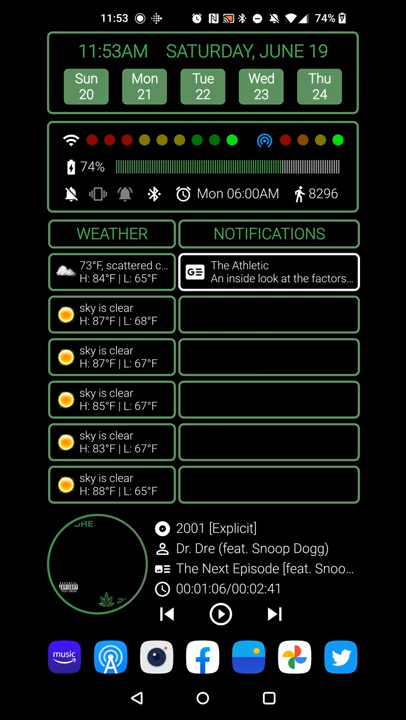 11:53
74%
11:53AM SATURDAY, JUNE 19
Sun Mon Tue Wed Thu
20 21 22 23 24
74%
Mon 06:00AM 8296
WEATHER NOTIFICATIONS
73°F, scattered c...
H: 84°F | L: 65°F
GE The Athletic
An inside look at the factors...
sky is clear
H: 87°F | L: 68°F
sky is clear
H: 87°F | L: 67°F
sky is clear
H: 85°F | L: 67°F
sky is clear
H: 83°F | L: 67°F
sky is clear
H: 88°F | L: 65°F
2001 [Explicit]
Dr. Dre (feat. Snoop Dogg)
The Next Episode [feat. Snoo...
00:01:06/00:02:41
music